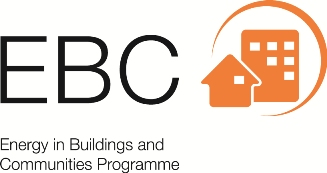 EBC
Energy in Buildings and
Communities Programme